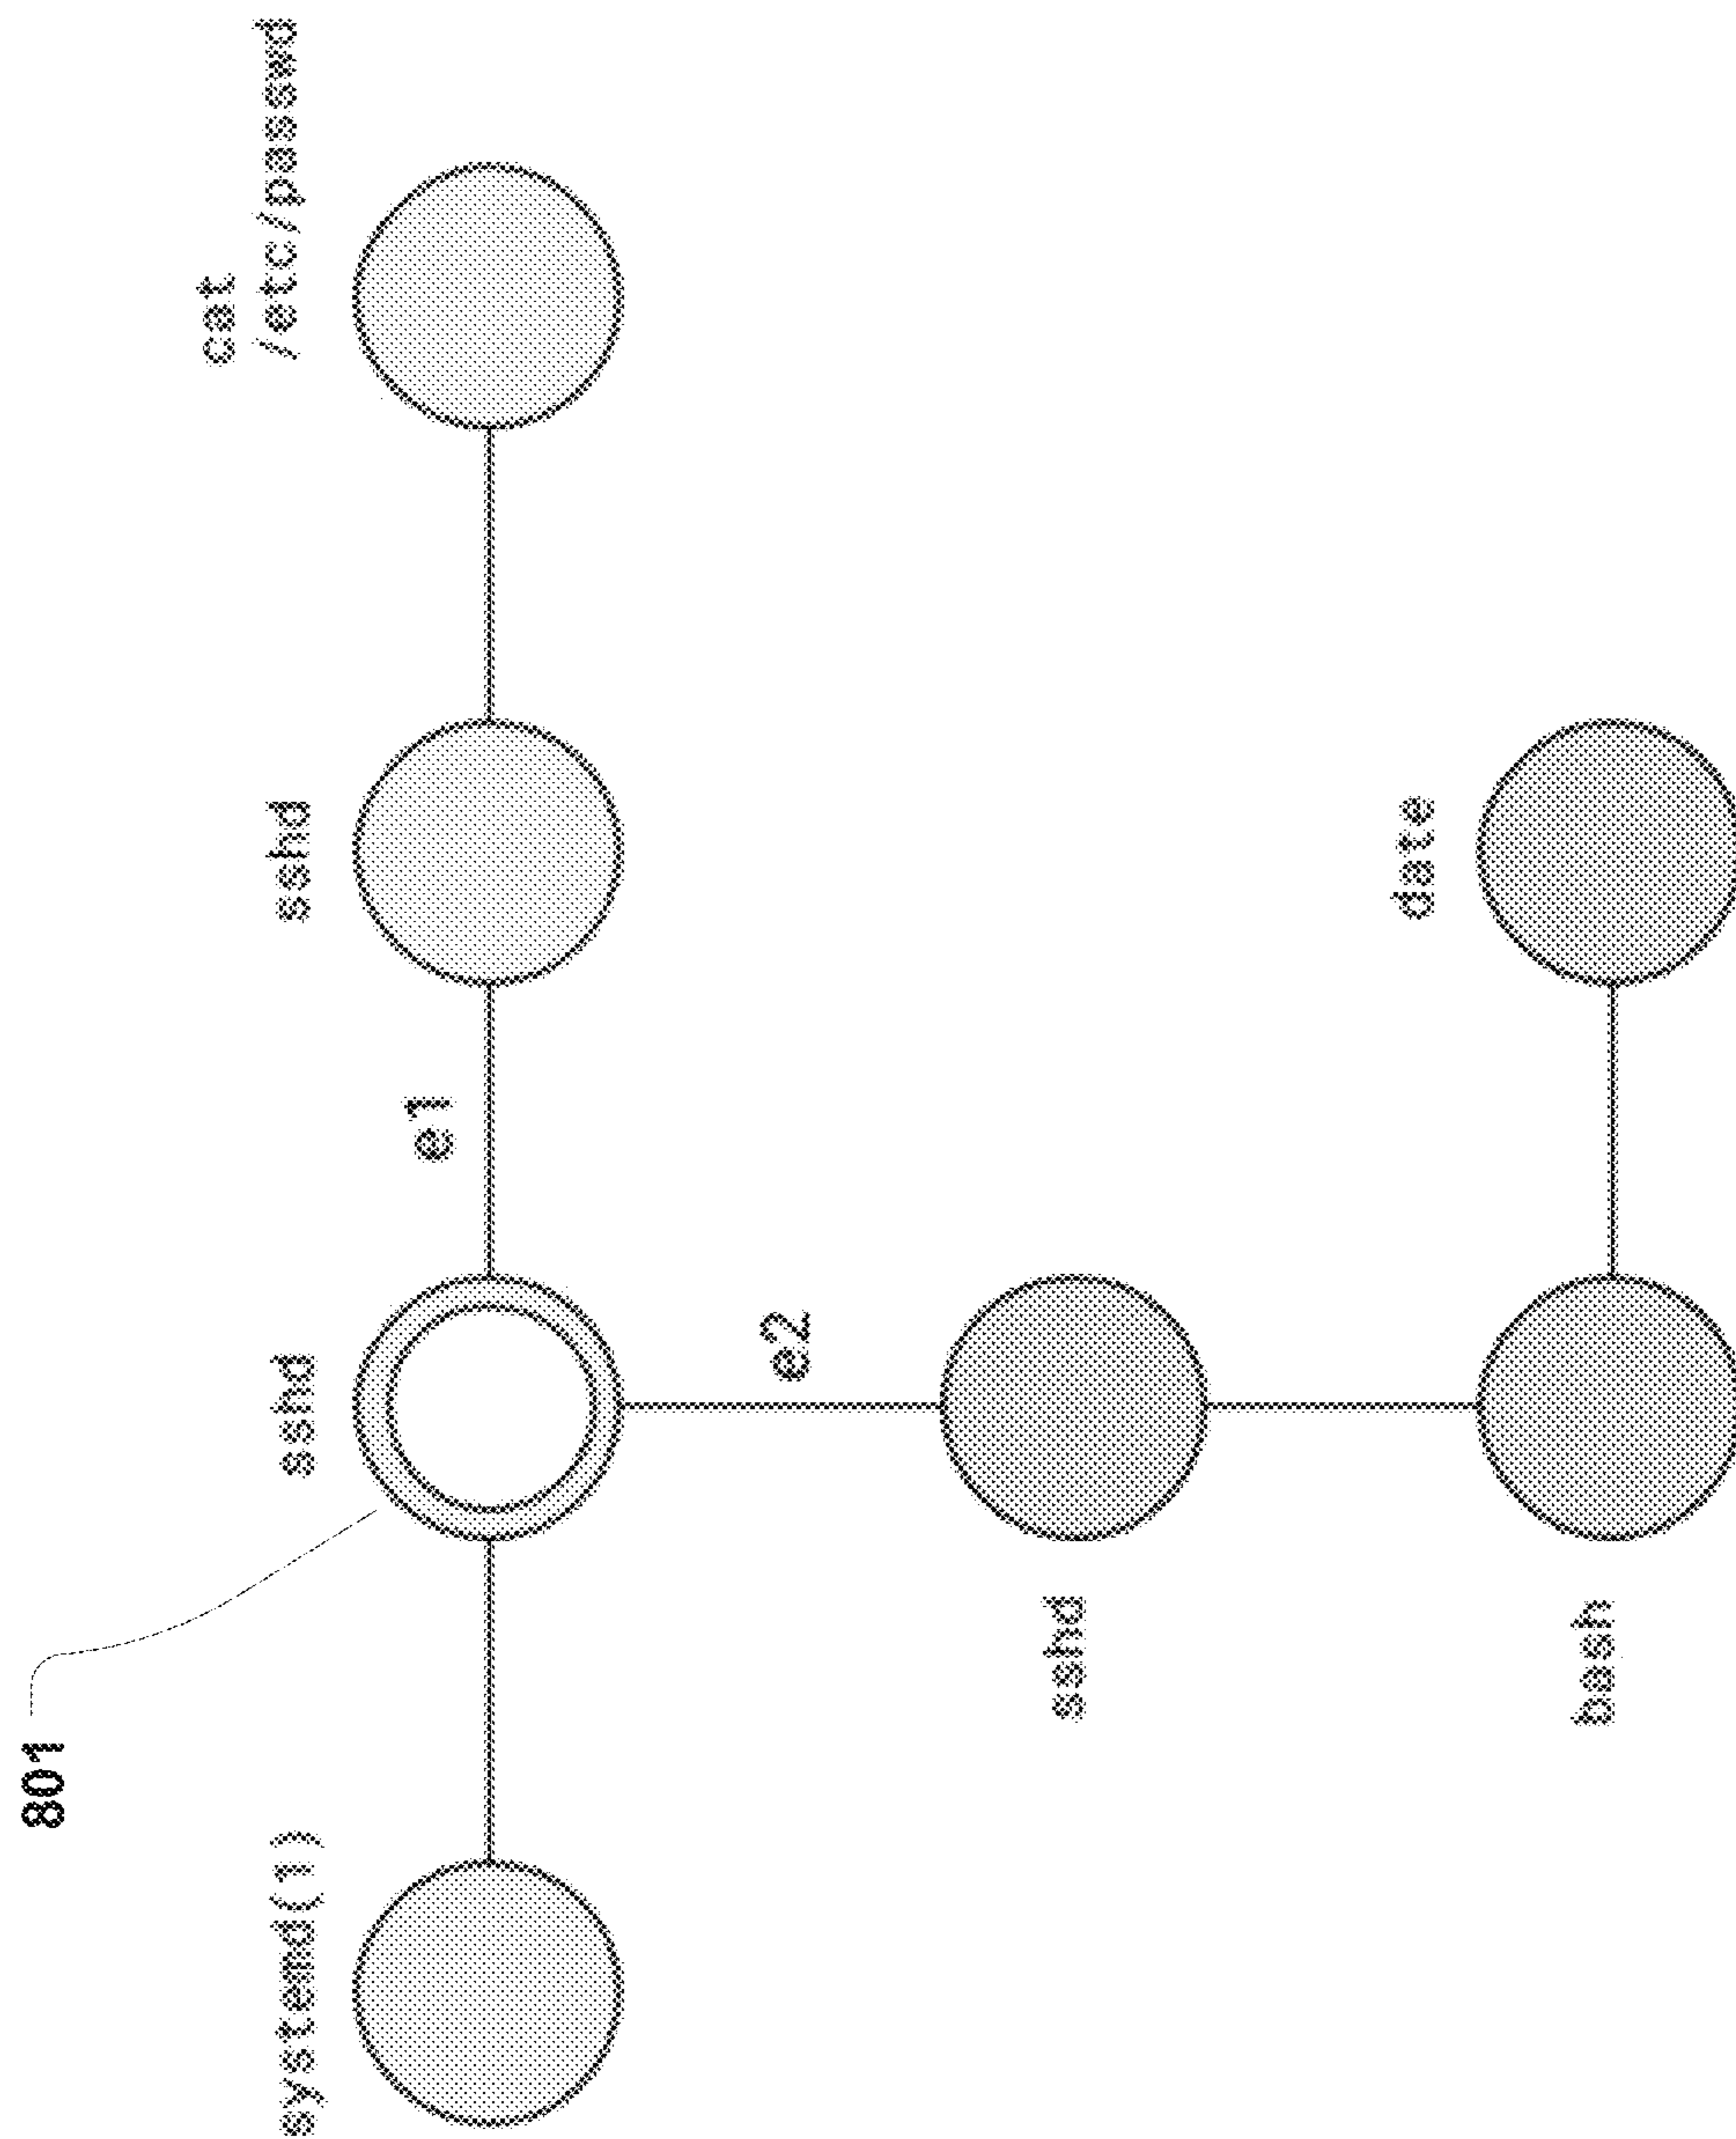 801
systemd(1)
sshd
e1
sshd
cat
/etc/passwd
e2
sshd
bash
date